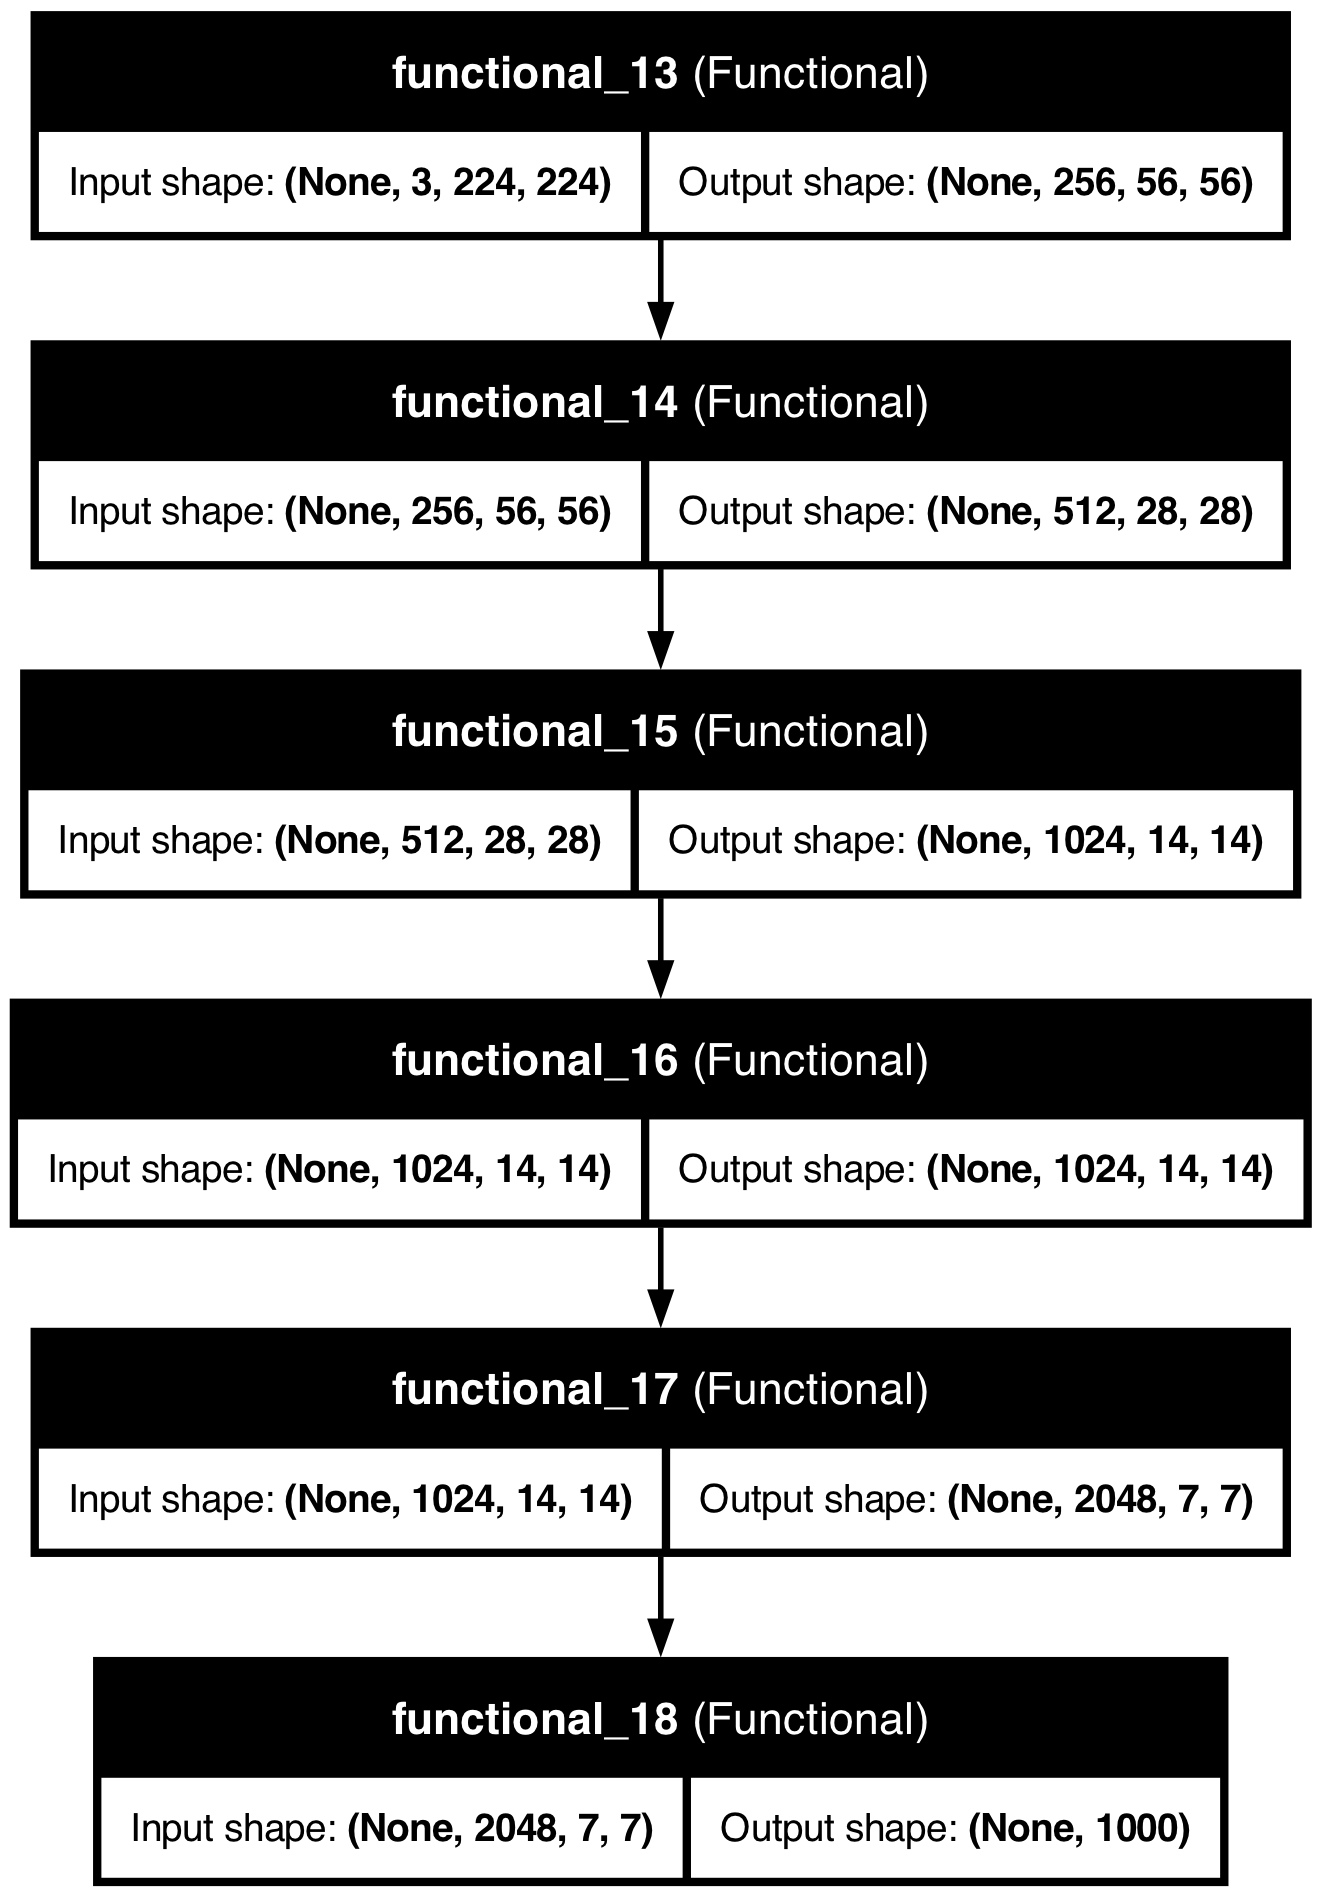 functional_13 (Functional)
Input shape: (None, 3, 224, 224) Output shape: (None, 256, 56, 56)
functional_14 (Functional)
Input shape: (None, 256, 56, 56) Output shape: (None, 512, 28, 28)
functional_15 (Functional)
Input shape: (None, 512, 28, 28) Output shape: (None, 1024, 14, 14)
functional_16 (Functional)
Input shape: (None, 1024, 14, 14) Output shape: (None, 1024, 14, 14)
functional_17 (Functional)
Input shape: (None, 1024, 14, 14) Output shape: (None, 2048, 7, 7)
functional_18 (Functional)
Input shape: (None, 2048, 7, 7) Output shape: (None, 1000)